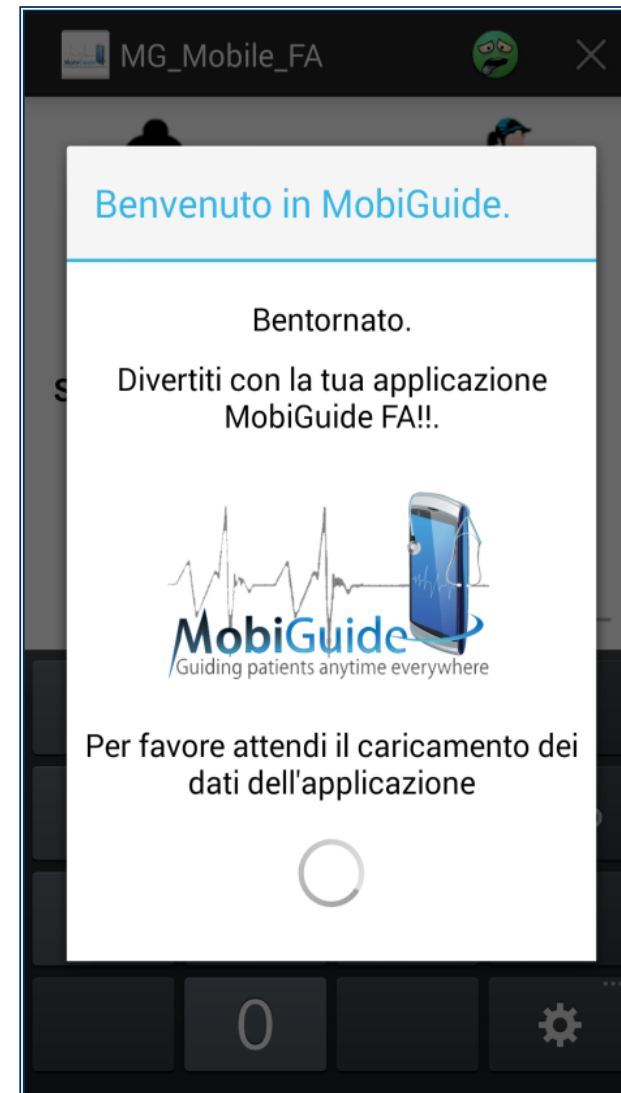 MG_Mobile_FA
Benvenuto in MobiGuide.
Bentornato.
Divertiti con la tua applicazione
MobiGuide FA!!.
MobiGuide
Guiding patients anytime everywhere
Per favore attendi il caricamento dei
dati dell'applicazione
0